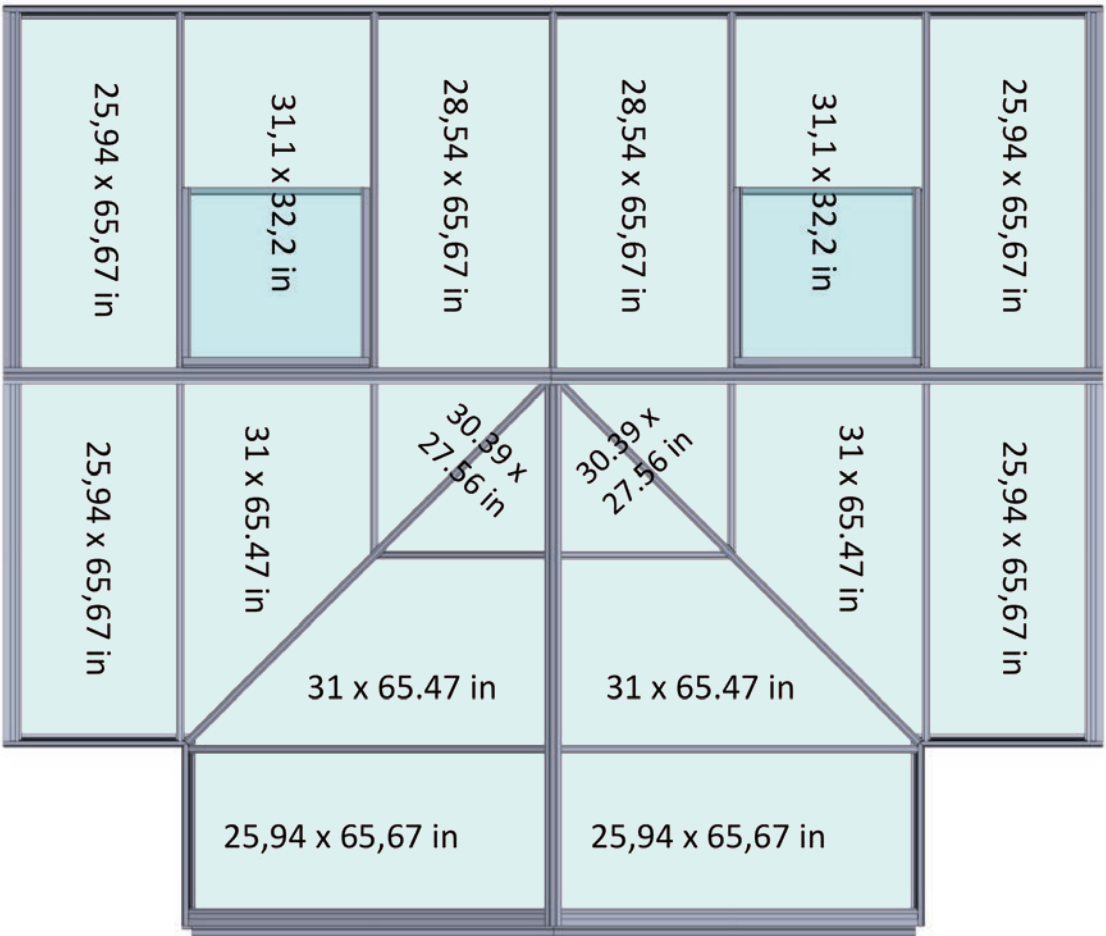 25,94 x 65,67 in
31,1 x 32,2 in
28,54 x 65,67 in
28,54 x 65,67 in
31,1 x 32,2 in
25,94 x 65,67 in
25,94 x 65,67 in
31 x 65.47 in
30.39 x
27.56 in
30.39 x
27.56 in
31 x 65.47 in
25,94 x 65,67 in
31 x 65.47 in
31 x 65.47 in
25,94 x 65,67 in
25,94 x 65,67 in